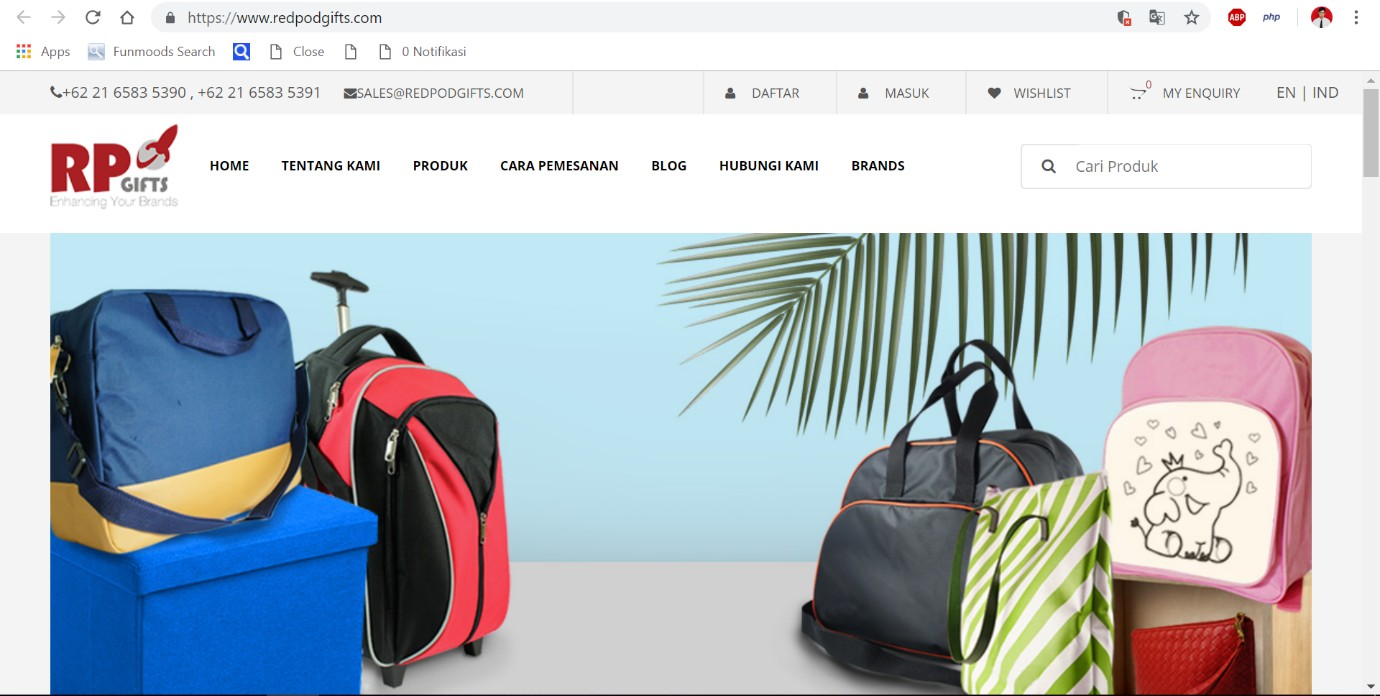 https://www.redpodgifts.com
ABP
php
Apps
Funmoods Search
Close
0 Notifikasi
+62 21 6583 5390 , +62 21 6583 5391
SALES@REDPODGIFTS.COM
DAFTAR
MASUK
WISHLIST
0
MY ENQUIRY
EN | IND
RP
GIFTS
Enhancing Your Brands
HOME
TENTANG KAMI
PRODUK
CARA PEMESANAN
BLOG
HUBUNGI KAMI
BRANDS
Cari Produk